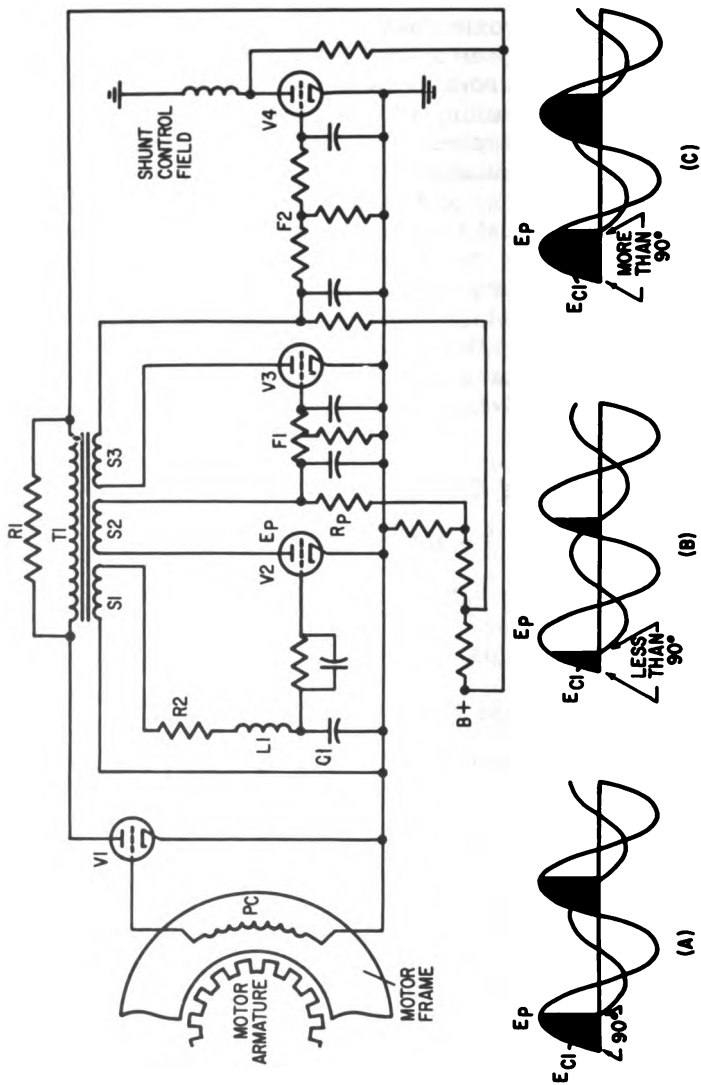 R1
T1
S1
S2
S3
V1
R2
L1
C1
V2
EP
RP
F1
V3
F2
V4
SHUNT
CONTROL
FIELD
PC
MOTOR
ARMATURE
MOTOR
FRAME
B+
EP
EC1
90°
(A)
EP
EC1
LESS
THAN
90°
(B)
EP
EC1
MORE
THAN
90°
(C)